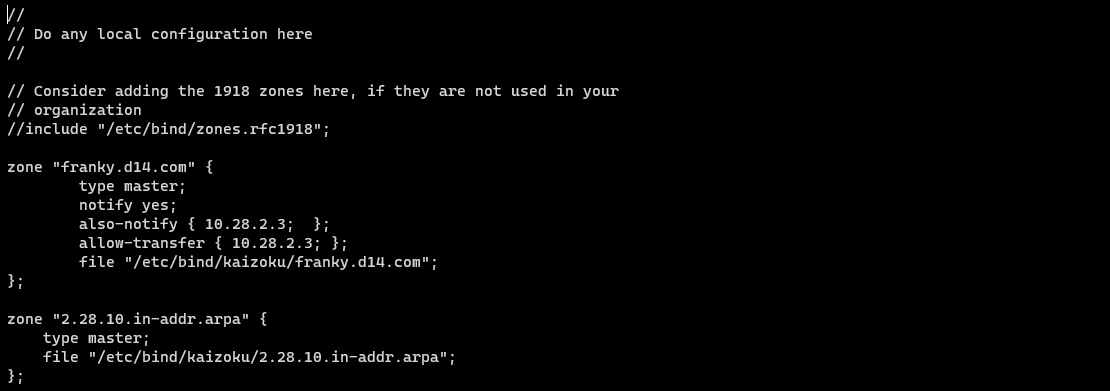 //
// Do any local configuration here
//
// Consider adding the 1918 zones here, if they are not used in your
// organization
//include "/etc/bind/zones.rfc1918";
zone "franky.d14.com" {
        type master;
        notify yes;
        also-notify { 10.28.2.3;  };
        allow-transfer { 10.28.2.3; };
        file "/etc/bind/kaizoku/franky.d14.com";
};
zone "2.28.10.in-addr.arpa" {
    type master;
    file "/etc/bind/kaizoku/2.28.10.in-addr.arpa";
};